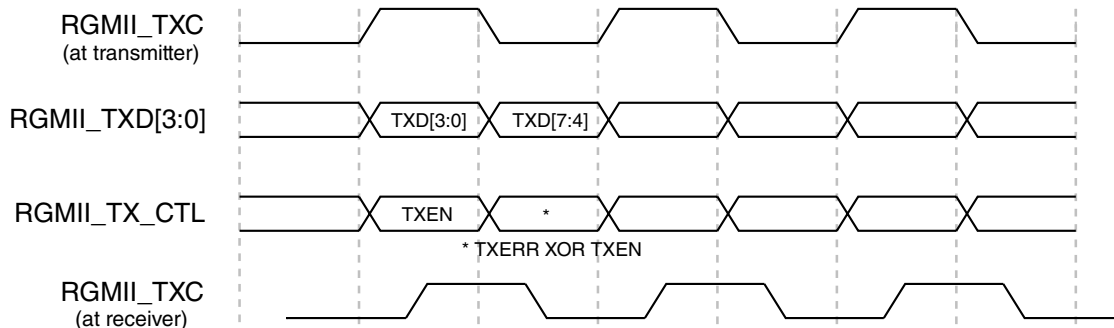 RGMII_TXC
(at transmitter)
RGMII_TXD[3:0]
TXD[3:0]
TXD[7:4]
RGMII_TX_CTL
TXEN
*
* TXERR XOR TXEN
RGMII_TXC
(at receiver)